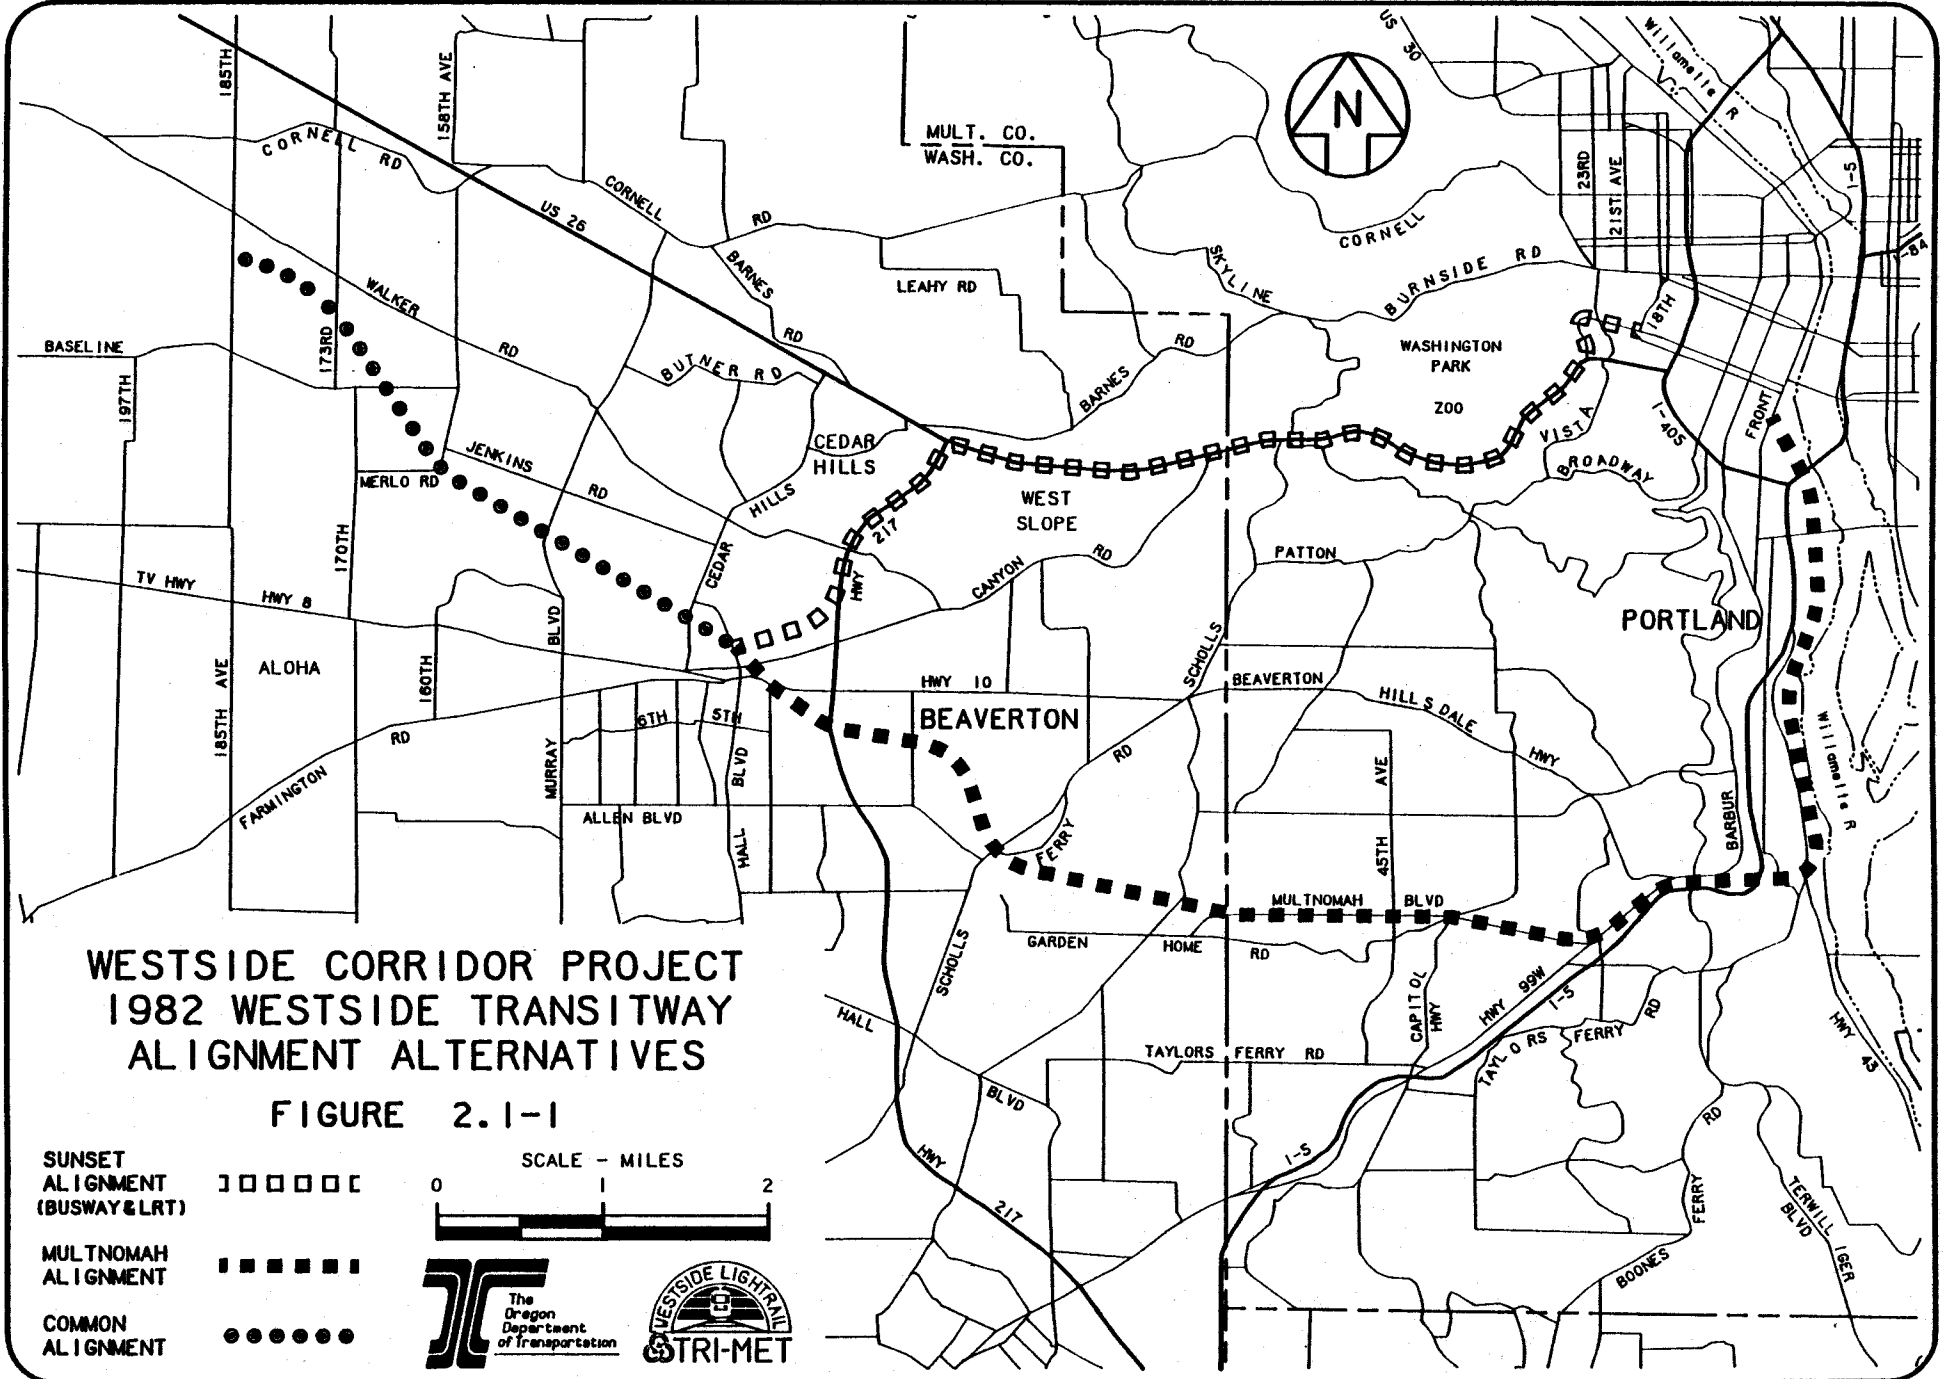 185TH
158TH AVE
CORNELL RD
US 26
CORNELL
RD
MULT. CO.
WASH. CO.
N
US 30
Willamette R
23RD
21ST AVE
I-5
I-84
CORNELL
SKYLINE
BURNSIDE RD
BARNES
RD
LEAHY RD
WALKER
RD
BASELINE
173RD
197TH
BUTNER RD
BARNES
RD
WASHINGTON
PARK
ZOO
18TH
FRONT
I-405
VISTA
BROADWAY
CEDAR
HILLS
JENKINS
RD
MERLO RD
HILLS
CEDAR
WEST
SLOPE
217
HWY
CANYON
RD
170TH
TV HWY
HWY 8
PATTON
PORTLAND
ALOHA
185TH AVE
160TH
BLVD
MURRAY
SCHOLLS
HWY 10
BEAVERTON
BEAVERTON
HILLSDALE
HWY
6TH
5TH
BLVD
HALL
FARMINGTON
RD
RD
FERRY
ALLEN BLVD
45TH AVE
BARBUR
Willamette R
MULTNOMAH BLVD
GARDEN HOME RD
SCHOLLS
CAPITOL
HWY
HWY 99W
I-5
HALL
BLVD
TAYLORS FERRY RD
TAYLORS FERRY
RD
HWY 43
WESTSIDE CORRIDOR PROJECT
1982 WESTSIDE TRANSITWAY
ALIGNMENT ALTERNATIVES
FIGURE 2.1-1
HWY
217
I-5
RD
FERRY
BOONES
TERWILLIGER
BLVD
SUNSET
ALIGNMENT
(BUSWAY & LRT)
MULTNOMAH
ALIGNMENT
COMMON
ALIGNMENT
SCALE - MILES
0 1 2
The
Oregon
Department
of Transportation
WESTSIDE LIGHTRAIL
TRI-MET